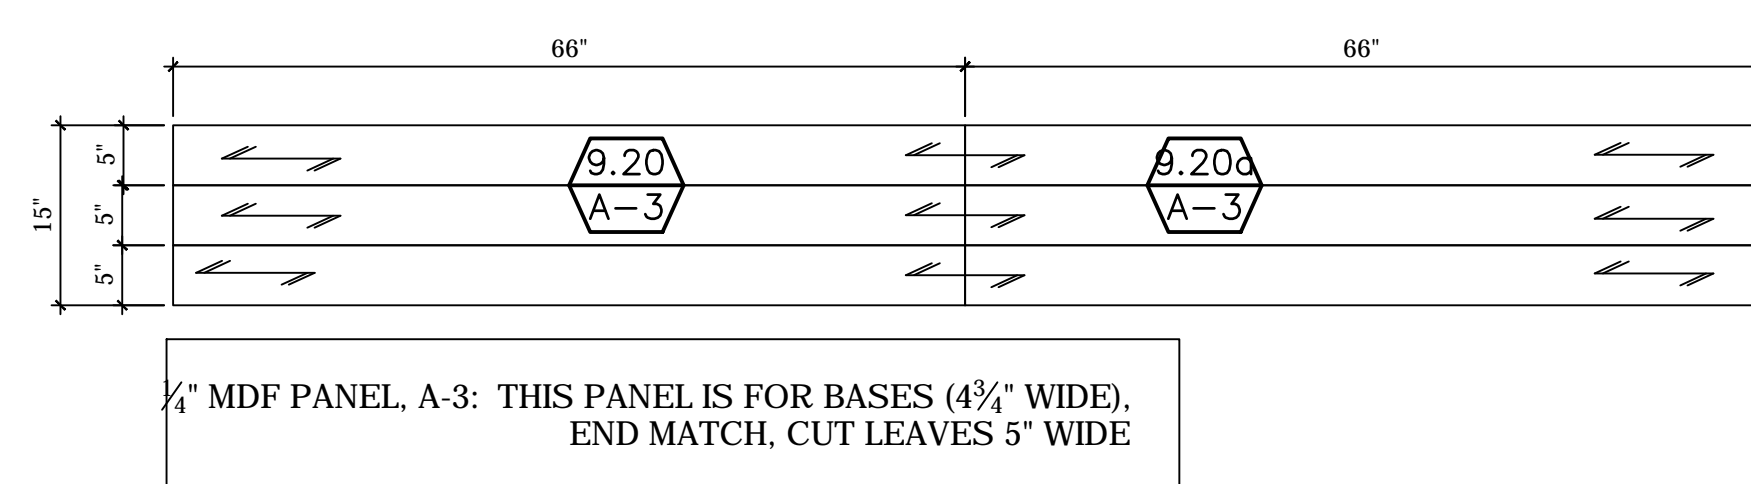 66"
66"
5"
9.20
9.20a
15"
5"
A-3
A-3
5"
¼" MDF PANEL, A-3: THIS PANEL IS FOR BASES (4¾" WIDE),
END MATCH, CUT LEAVES 5" WIDE